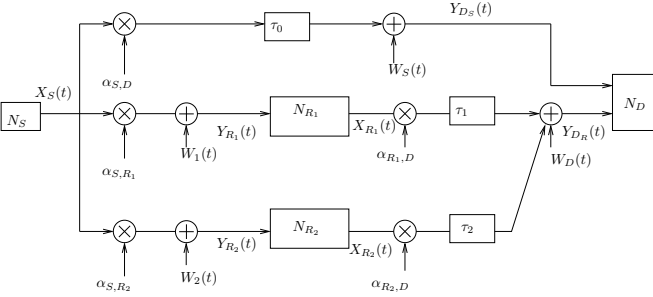 Y_{D_S}(t)
τ_0
W_S(t)
α_{S,D}
X_S(t)
N_S
N_{R_1}
N_D
Y_{R_1}(t)
X_{R_1}(t)
τ_1
Y_{D_R}(t)
W_1(t)
α_{R_1,D}
W_D(t)
α_{S,R_1}
N_{R_2}
τ_2
Y_{R_2}(t)
X_{R_2}(t)
W_2(t)
α_{S,R_2}
α_{R_2,D}